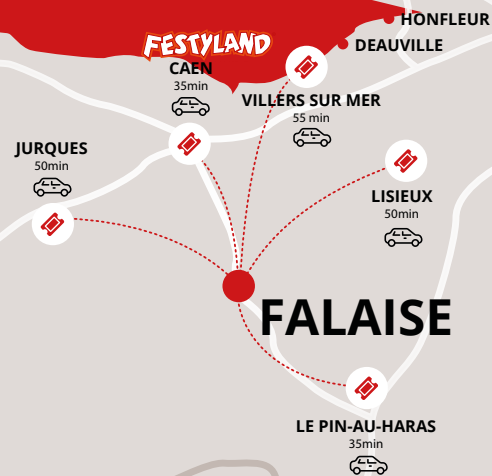 HONFLEUR
DEAUVILLE
FESTYLAND
CAEN
35min
VILLERS SUR MER
55 min
JURQUES
50min
LISIEUX
50min
FALAISE
LE PIN-AU-HARAS
35min